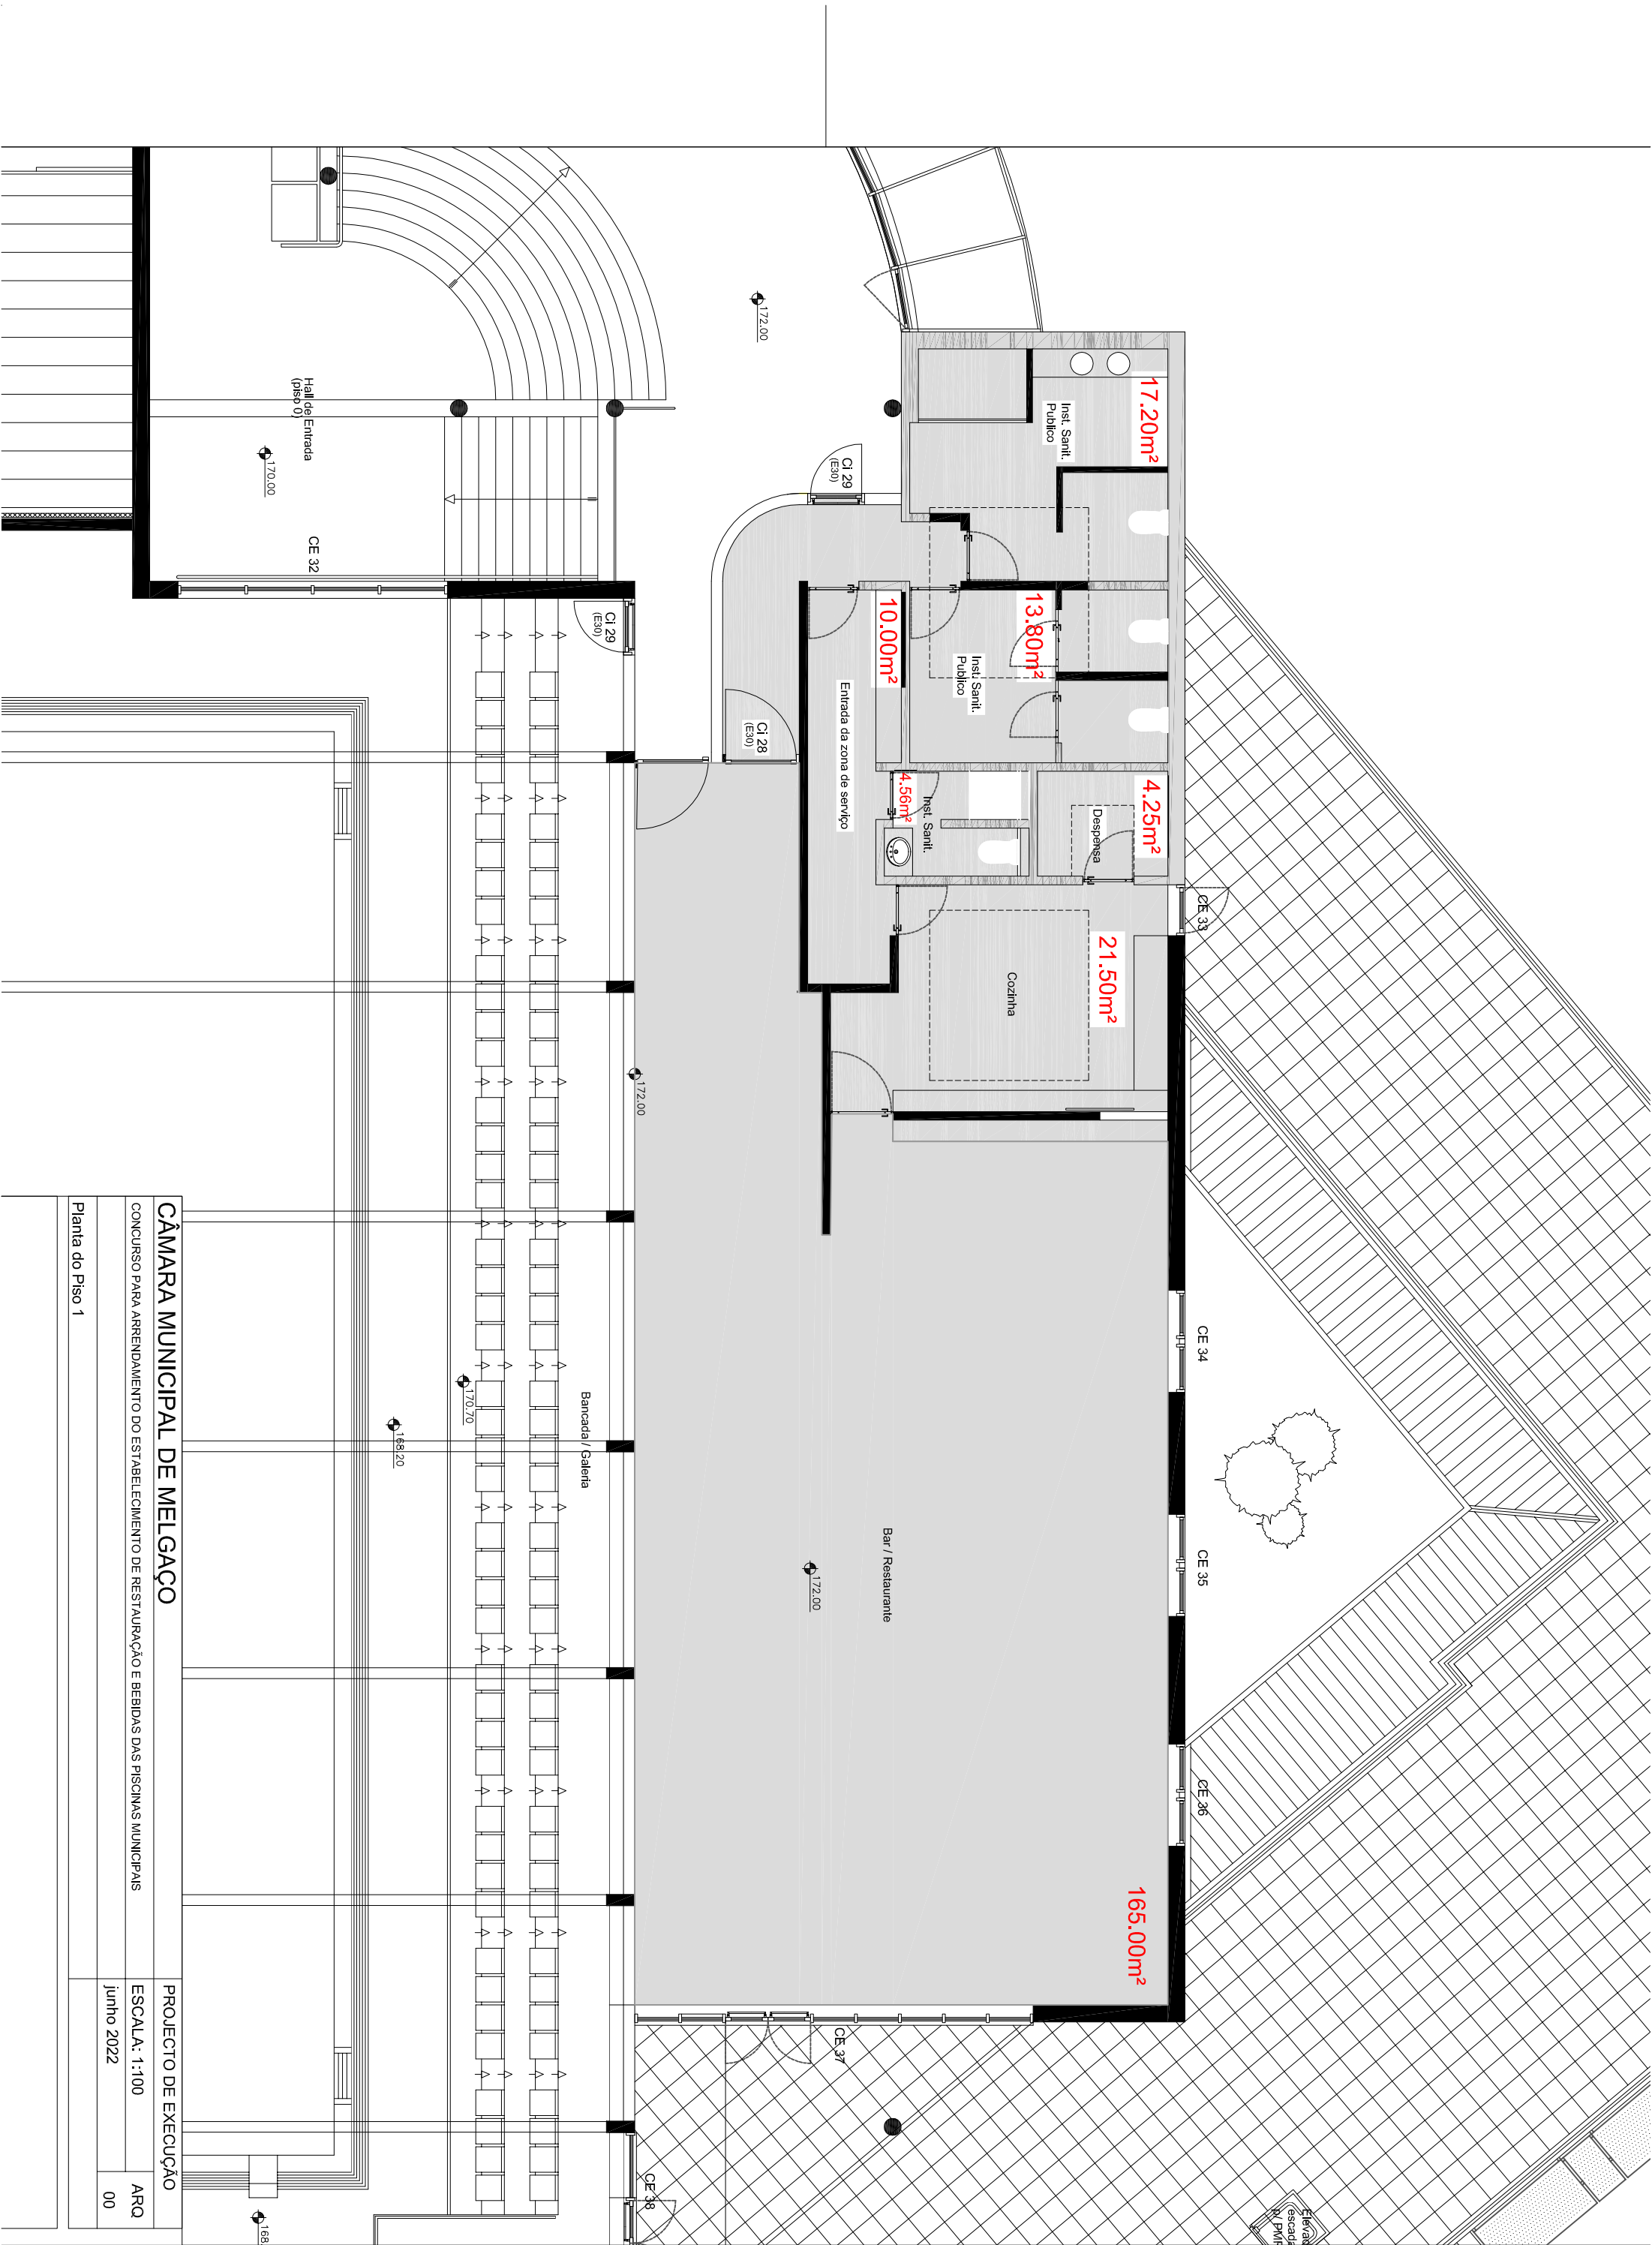 172.00
17.20m²
Inst. Sanit.
Publico
Hall de Entrada
(piso 0)
170.00
Ci 29
(E30)
CE 32
Ci 29
(E30)
13.80m²
Inst. Sanit.
Publico
10.00m²
Entrada da zona de serviço
Ci 28
(E30)
4.25m²
Despensa
4.56m²
Inst. Sanit.
CE 33
21.50m²
Cozinha
172.00
CE 34
CE 35
CE 36
Bancada / Galeria
170.70
168.20
Bar / Restaurante
172.00
165.00m²
CE 37
CE 38
168
Elevad
escada
p/ PMR
CÂMARA MUNICIPAL DE MELGAÇO
PROJECTO DE EXECUÇÃO
CONCURSO PARA ARRENDAMENTO DO ESTABELECIMENTO DE RESTAURAÇÃO E BEBIDAS DAS PISCINAS MUNICIPAIS
ESCALA: 1:100
ARQ
junho 2022
00
Planta do Piso 1